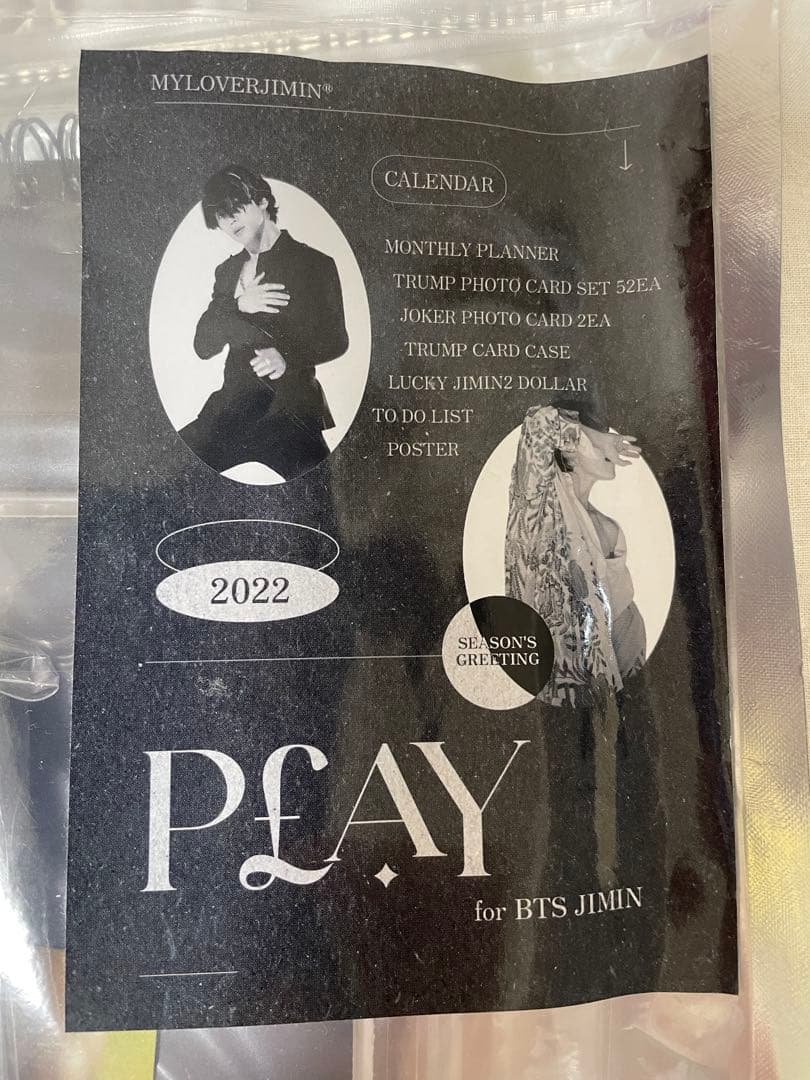 MYLOVERJIMIN®
CALENDAR
MONTHLY PLANNER
TRUMP PHOTO CARD SET 52EA
JOKER PHOTO CARD 2EA
TRUMP CARD CASE
LUCKY JIMIN2 DOLLAR
TO DO LIST
POSTER
2022
SEASON'S
GREETING
P£AY
for BTS JIMIN